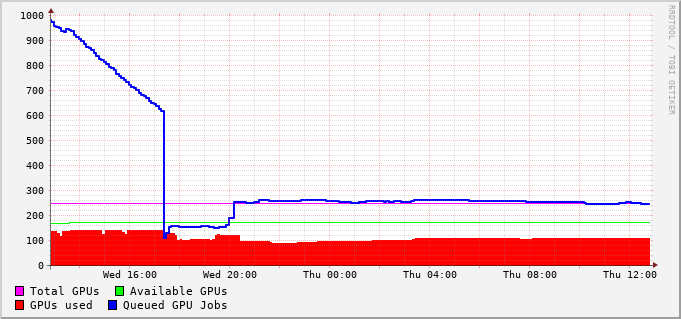 1000
900
800
700
600
500
400
300
200
100
0
Wed 16:00 Wed 20:00 Thu 00:00 Thu 04:00 Thu 08:00 Thu 12:00
Total GPUs Available GPUs
GPUs used Queued GPU Jobs
RRDTOOL / TOBI OETIKER